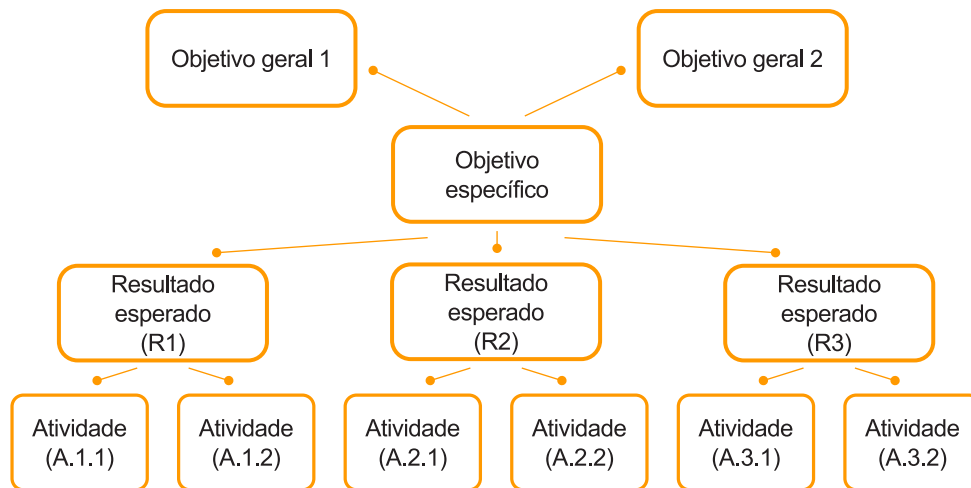 Objetivo geral 1
Objetivo geral 2
Objetivo
específico
Resultado
esperado
(R1)
Resultado
esperado
(R2)
Resultado
esperado
(R3)
Atividade
(A.1.1)
Atividade
(A.1.2)
Atividade
(A.2.1)
Atividade
(A.2.2)
Atividade
(A.3.1)
Atividade
(A.3.2)